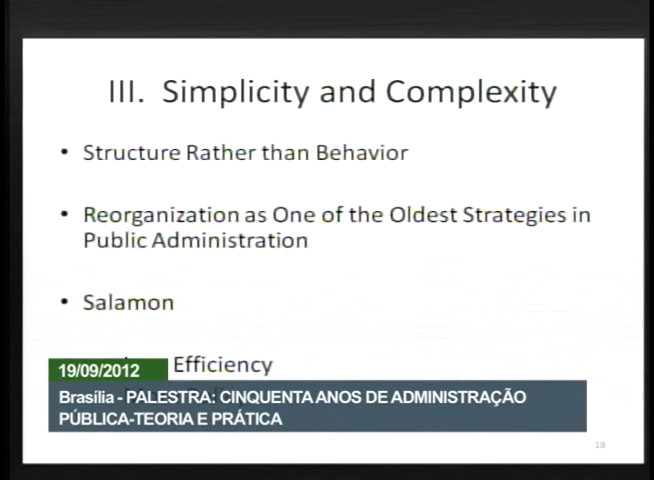 III. Simplicity and Complexity
• Structure Rather than Behavior
• Reorganization as One of the Oldest Strategies in
Public Administration
• Salamon
Efficiency
19/09/2012
Brasília - PALESTRA: CINQUENTA ANOS DE ADMINISTRAÇÃO
PÚBLICA-TEORIA E PRÁTICA
18